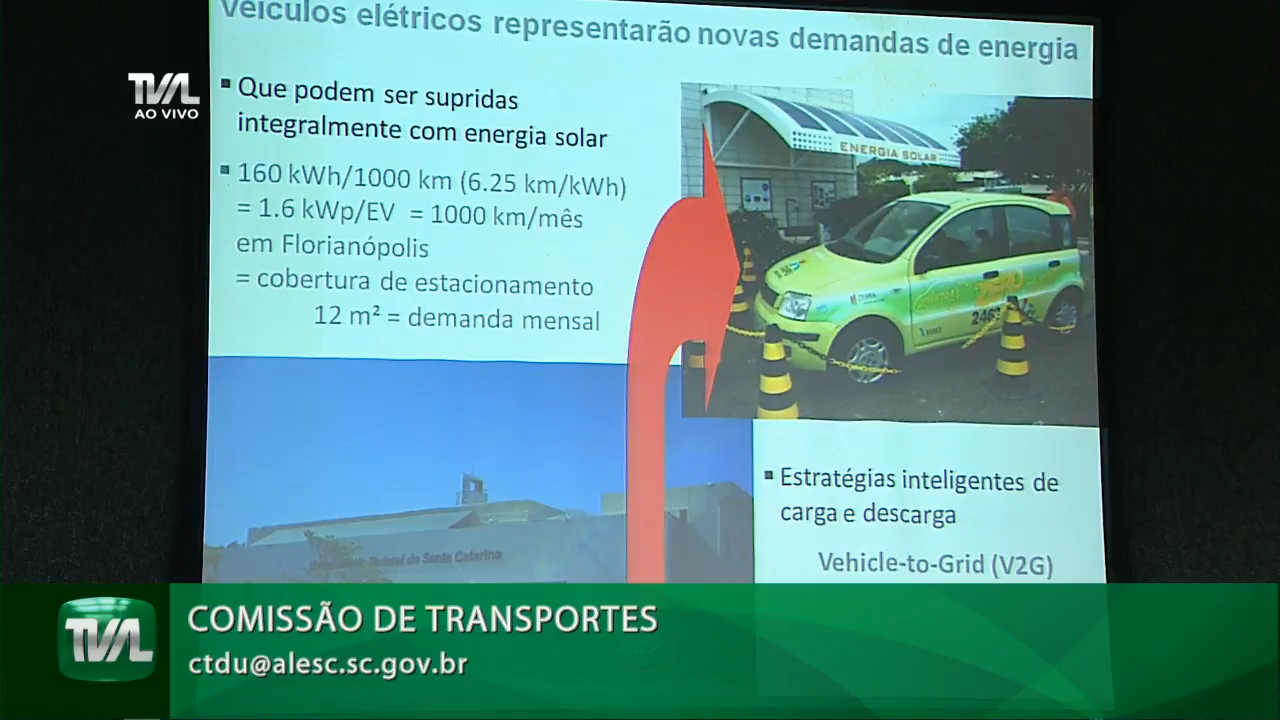 Veículos elétricos representarão novas demandas de energia
TVAL
AO VIVO
▪ Que podem ser supridas
integralmente com energia solar
▪ 160 kWh/1000 km (6.25 km/kWh)
= 1.6 kWp/EV = 1000 km/mês
em Florianópolis
= cobertura de estacionamento
12 m² = demanda mensal
ENERGIA SOLAR
ZERO
▪ Estratégias inteligentes de
carga e descarga
Vehicle-to-Grid (V2G)
Federal de Santa Catarina
TVAL
COMISSÃO DE TRANSPORTES
ctdu@alesc.sc.gov.br